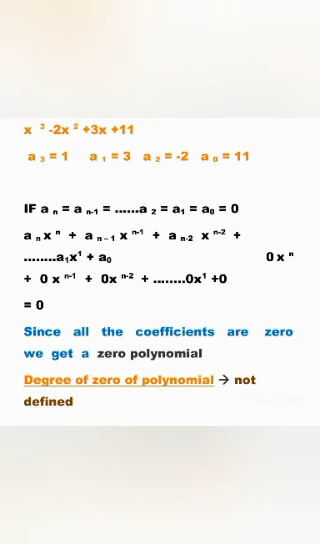 x ³ -2x ² +3x +11
a ₃ = 1 a ₁ = 3 a ₂ = -2 a ₀ = 11
IF a ₙ = a ₙ₋₁ = ......a ₂ = a₁ = a₀ = 0
a ₙ x ⁿ + a ₙ₋₁ x ⁿ⁻¹ + a ₙ₋₂ x ⁿ⁻² +
........a₁x¹ + a₀ 0 x ⁿ
+ 0 x ⁿ⁻¹ + 0x ⁿ⁻² + ........0x¹ +0
= 0
Since all the coefficients are zero
we get a zero polynomial
Degree of zero of polynomial → not
defined